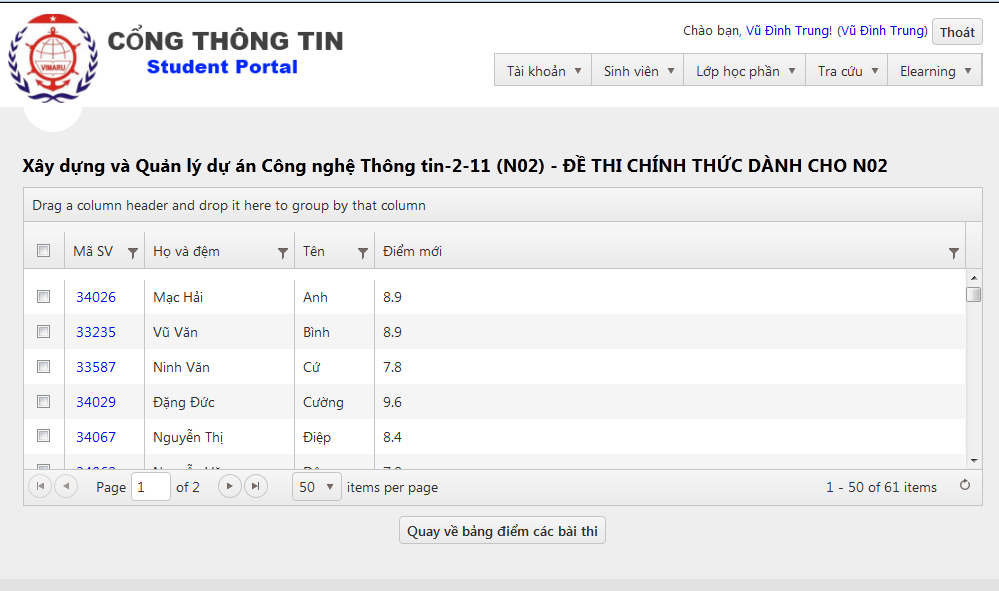 CỔNG THÔNG TIN
Student Portal
VIMARU
Chào bạn, Vũ Đình Trung! (Vũ Đình Trung) Thoát
Tài khoản Sinh viên Lớp học phần Tra cứu Elearning
Xây dựng và Quản lý dự án Công nghệ Thông tin-2-11 (N02) - ĐỀ THI CHÍNH THỨC DÀNH CHO N02
Drag a column header and drop it here to group by that column
Mã SV Họ và đệm Tên Điểm mới
34026 Mạc Hải Anh 8.9
33235 Vũ Văn Bình 8.9
33587 Ninh Văn Cứ 7.8
34029 Đặng Đức Cường 9.6
34067 Nguyễn Thị Điệp 8.4
Page 1 of 2 50 items per page 1 - 50 of 61 items
Quay về bảng điểm các bài thi